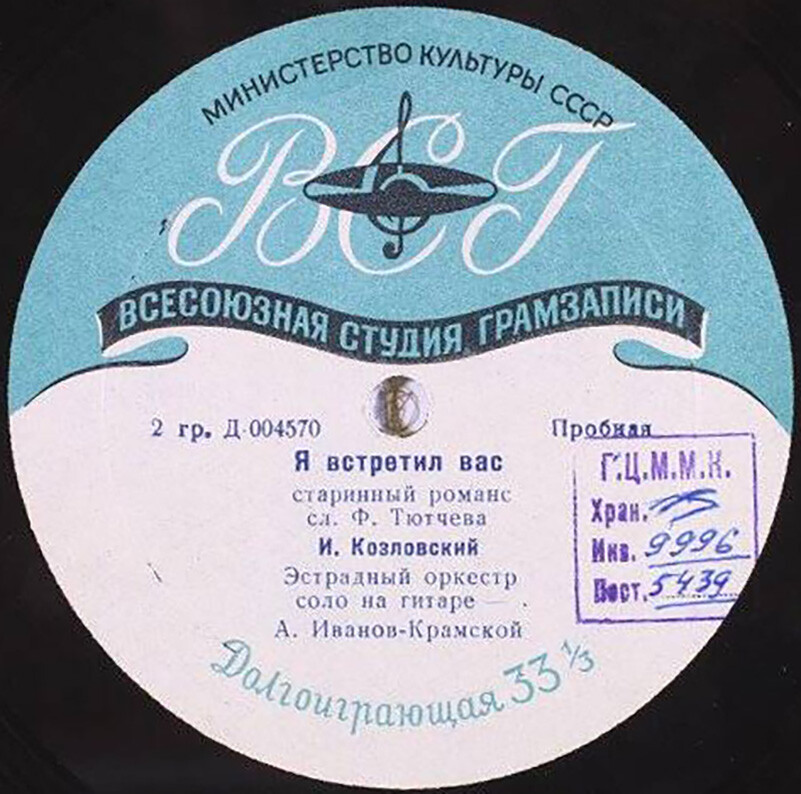 МИНИСТЕРСТВО КУЛЬТУРЫ СССР
ВСГ
ВСЕСОЮЗНАЯ СТУДИЯ ГРАМЗАПИСИ
2 гр. Д-004570 Пробная
Я встретил вас
старинный романс
сл. Ф. Тютчева
И. Козловский
Эстрадный оркестр
соло на гитаре —
А. Иванов-Крамской
Г.Ц.М.М.К.
Хран.
Инв. 9996
Пост. 5439
Долгоиграющая 33 1/3